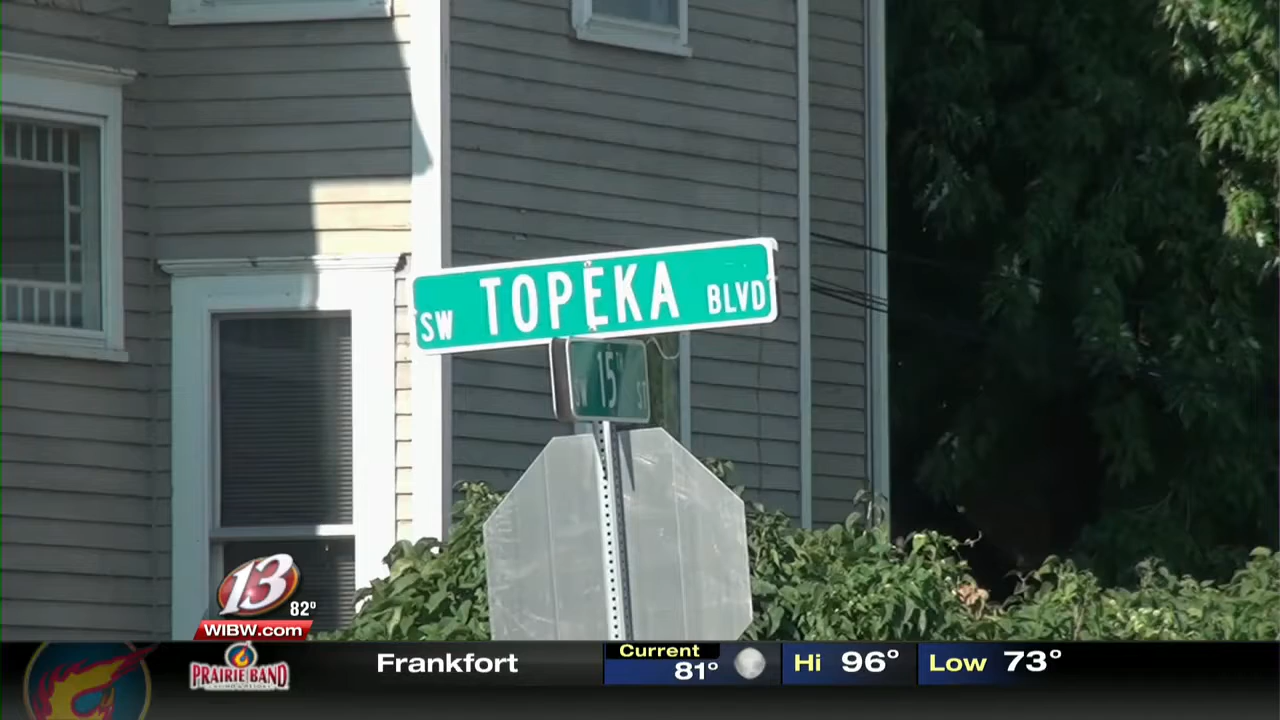 SW TOPEKA BLVD
SW 15TH ST
13
82°
WIBW.com
PRAIRIE BAND
Frankfort
Current
81°
Hi 96°
Low 73°